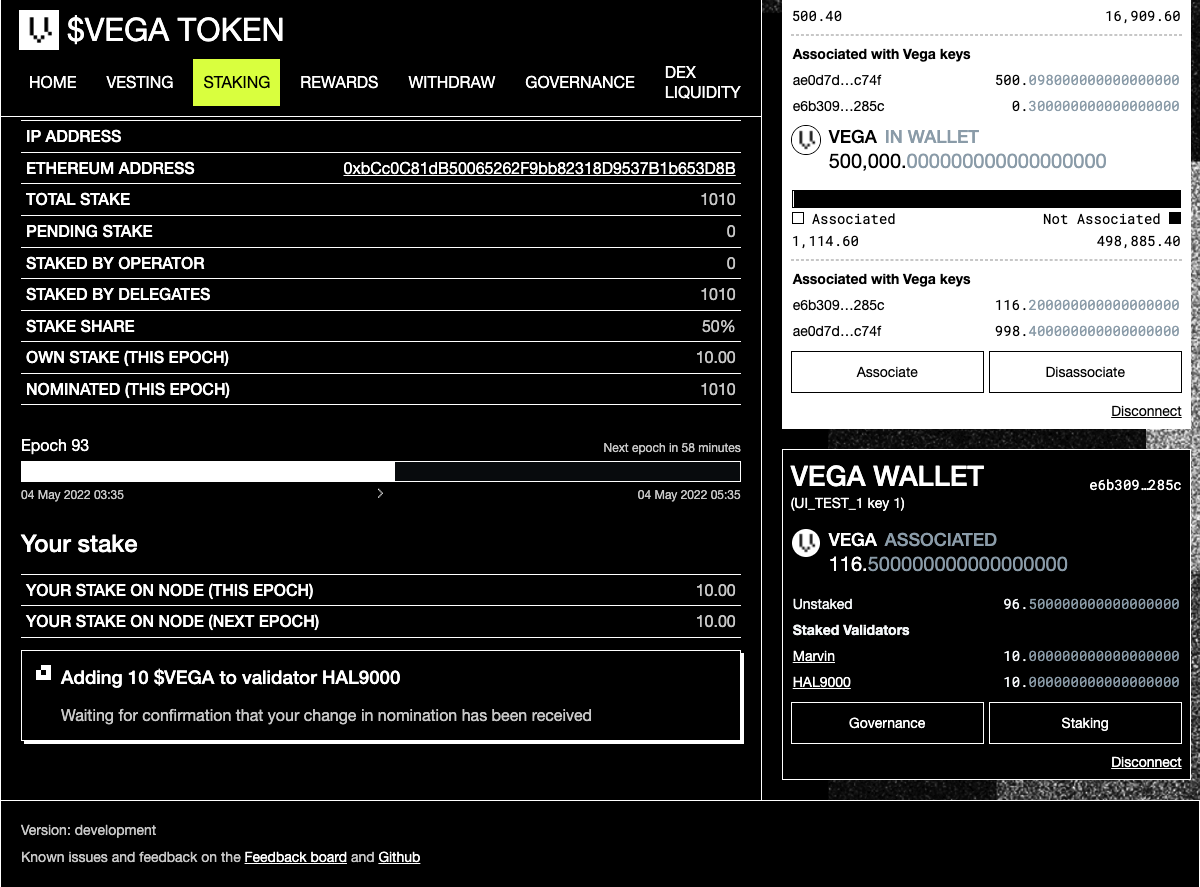 $VEGA TOKEN
HOME VESTING STAKING REWARDS WITHDRAW GOVERNANCE DEX LIQUIDITY
IP ADDRESS
ETHEREUM ADDRESS 0xbCc0C81dB50065262F9bb82318D9537B1b653D8B
TOTAL STAKE 1010
PENDING STAKE 0
STAKED BY OPERATOR 0
STAKED BY DELEGATES 1010
STAKE SHARE 50%
OWN STAKE (THIS EPOCH) 10.00
NOMINATED (THIS EPOCH) 1010
Epoch 93 Next epoch in 58 minutes
04 May 2022 03:35 04 May 2022 05:35
Your stake
YOUR STAKE ON NODE (THIS EPOCH) 10.00
YOUR STAKE ON NODE (NEXT EPOCH) 10.00
Adding 10 $VEGA to validator HAL9000
Waiting for confirmation that your change in nomination has been received
500.40 16,909.60
Associated with Vega keys
ae0d7d…c74f 500.098000000000000000
e6b309…285c 0.300000000000000000
VEGA IN WALLET
500,000.000000000000000000
Associated Not Associated
1,114.60 498,885.40
Associated with Vega keys
e6b309…285c 116.200000000000000000
ae0d7d…c74f 998.400000000000000000
Associate Disassociate
Disconnect
VEGA WALLET e6b309…285c
(UI_TEST_1 key 1)
VEGA ASSOCIATED
116.500000000000000000
Unstaked 96.500000000000000000
Staked Validators
Marvin 10.000000000000000000
HAL9000 10.000000000000000000
Governance Staking
Disconnect
Version: development
Known issues and feedback on the Feedback board and Github